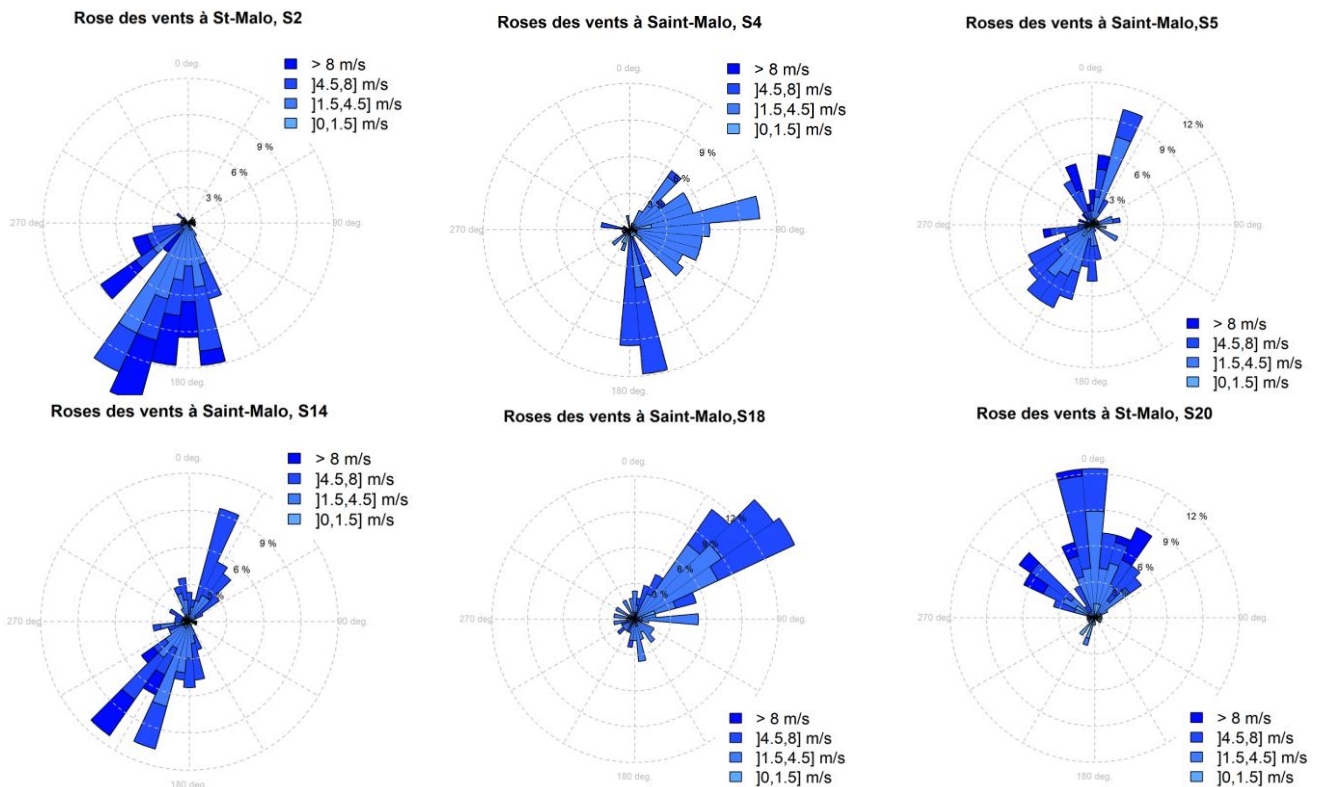 Rose des vents à St-Malo, S2
0 deg.
> 8 m/s
]4.5,8] m/s
]1.5,4.5] m/s
]0,1.5] m/s
9 %
6 %
3 %
270 deg.
90 deg.
180 deg.
Roses des vents à Saint-Malo, S4
0 deg.
> 8 m/s
]4.5,8] m/s
]1.5,4.5] m/s
]0,1.5] m/s
9 %
6 %
3 %
270 deg.
90 deg.
180 deg.
Roses des vents à Saint-Malo,S5
0 deg.
12 %
9 %
6 %
3 %
270 deg.
90 deg.
> 8 m/s
]4.5,8] m/s
]1.5,4.5] m/s
]0,1.5] m/s
180 deg.
Roses des vents à Saint-Malo, S14
0 deg.
> 8 m/s
]4.5,8] m/s
]1.5,4.5] m/s
]0,1.5] m/s
9 %
6 %
3 %
270 deg.
90 deg.
180 deg.
Roses des vents à Saint-Malo,S18
0 deg.
12 %
9 %
6 %
3 %
270 deg.
90 deg.
> 8 m/s
]4.5,8] m/s
]1.5,4.5] m/s
]0,1.5] m/s
180 deg.
Rose des vents à St-Malo, S20
0 deg.
12 %
9 %
6 %
3 %
270 deg.
90 deg.
> 8 m/s
]4.5,8] m/s
]1.5,4.5] m/s
]0,1.5] m/s
180 deg.